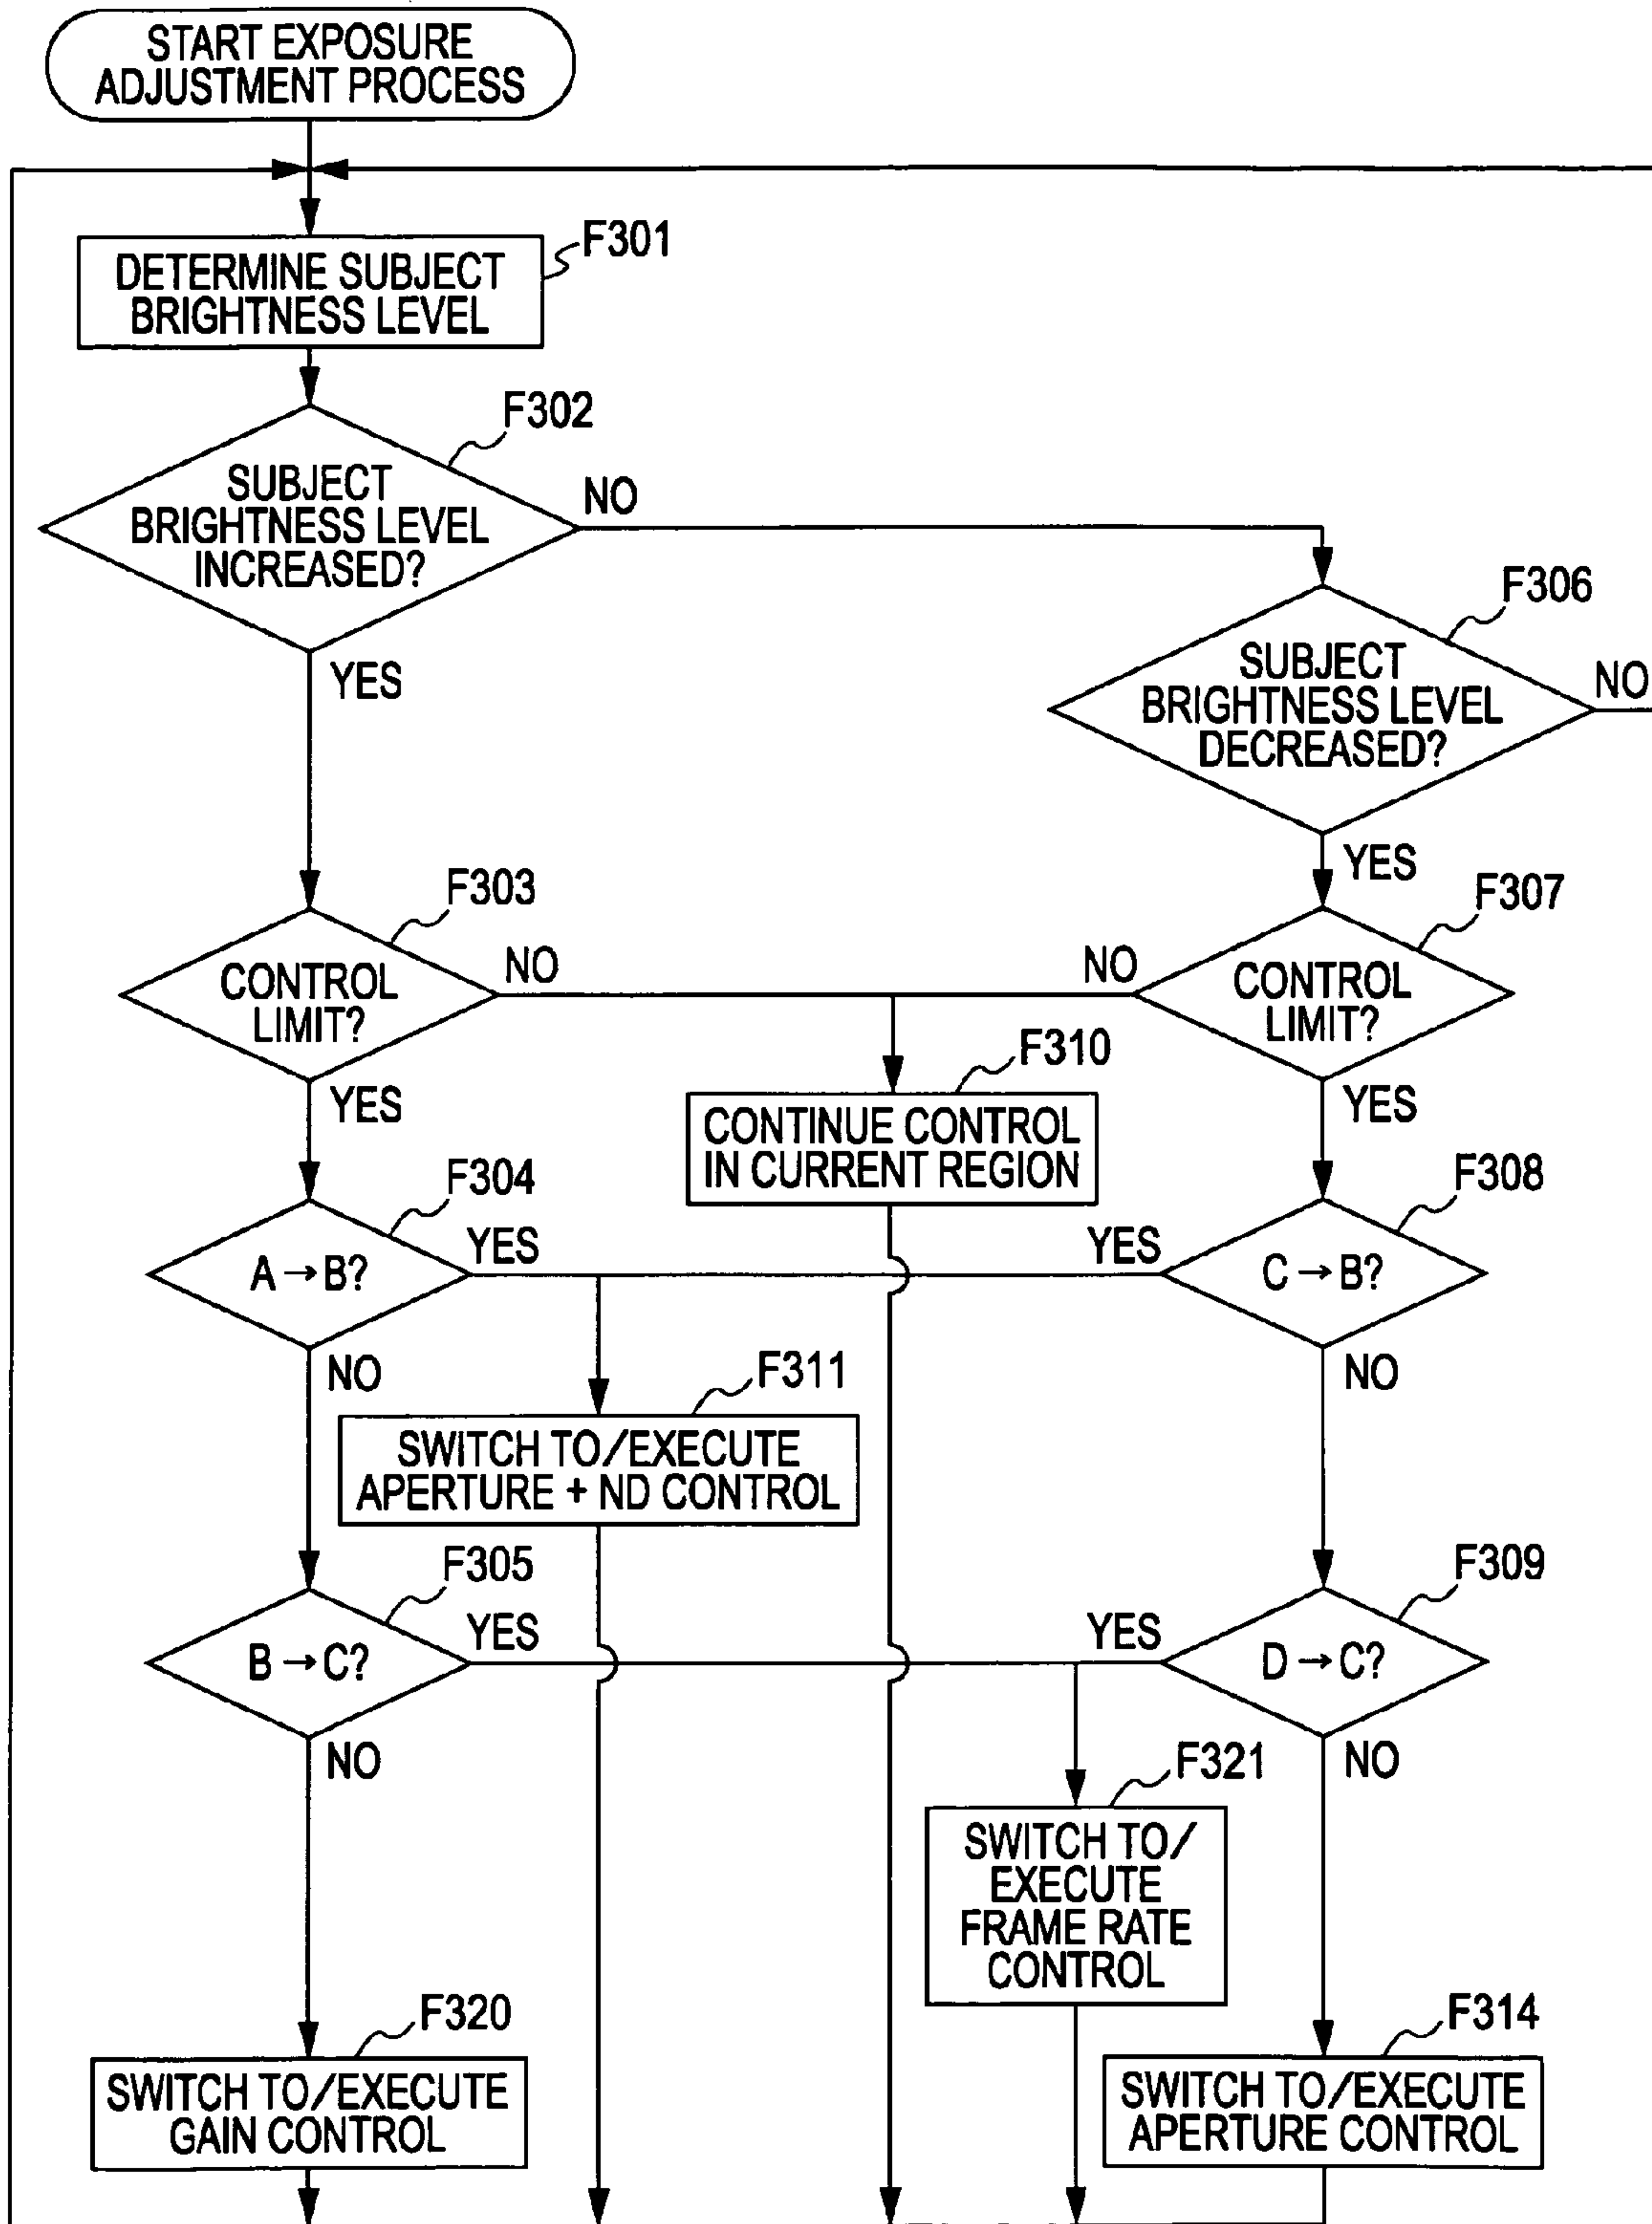 START EXPOSURE
ADJUSTMENT PROCESS
F301
DETERMINE SUBJECT
BRIGHTNESS LEVEL
F302
SUBJECT
BRIGHTNESS LEVEL
INCREASED?
NO
YES
F306
SUBJECT
BRIGHTNESS LEVEL
DECREASED?
NO
YES
F303
CONTROL
LIMIT?
NO
YES
F307
CONTROL
LIMIT?
NO
YES
F310
CONTINUE CONTROL
IN CURRENT REGION
F304
A → B?
YES
NO
F308
C → B?
YES
NO
F311
SWITCH TO/EXECUTE
APERTURE + ND CONTROL
F305
B → C?
YES
NO
F309
D → C?
YES
NO
F321
SWITCH TO/
EXECUTE
FRAME RATE
CONTROL
F320
SWITCH TO/EXECUTE
GAIN CONTROL
F314
SWITCH TO/EXECUTE
APERTURE CONTROL